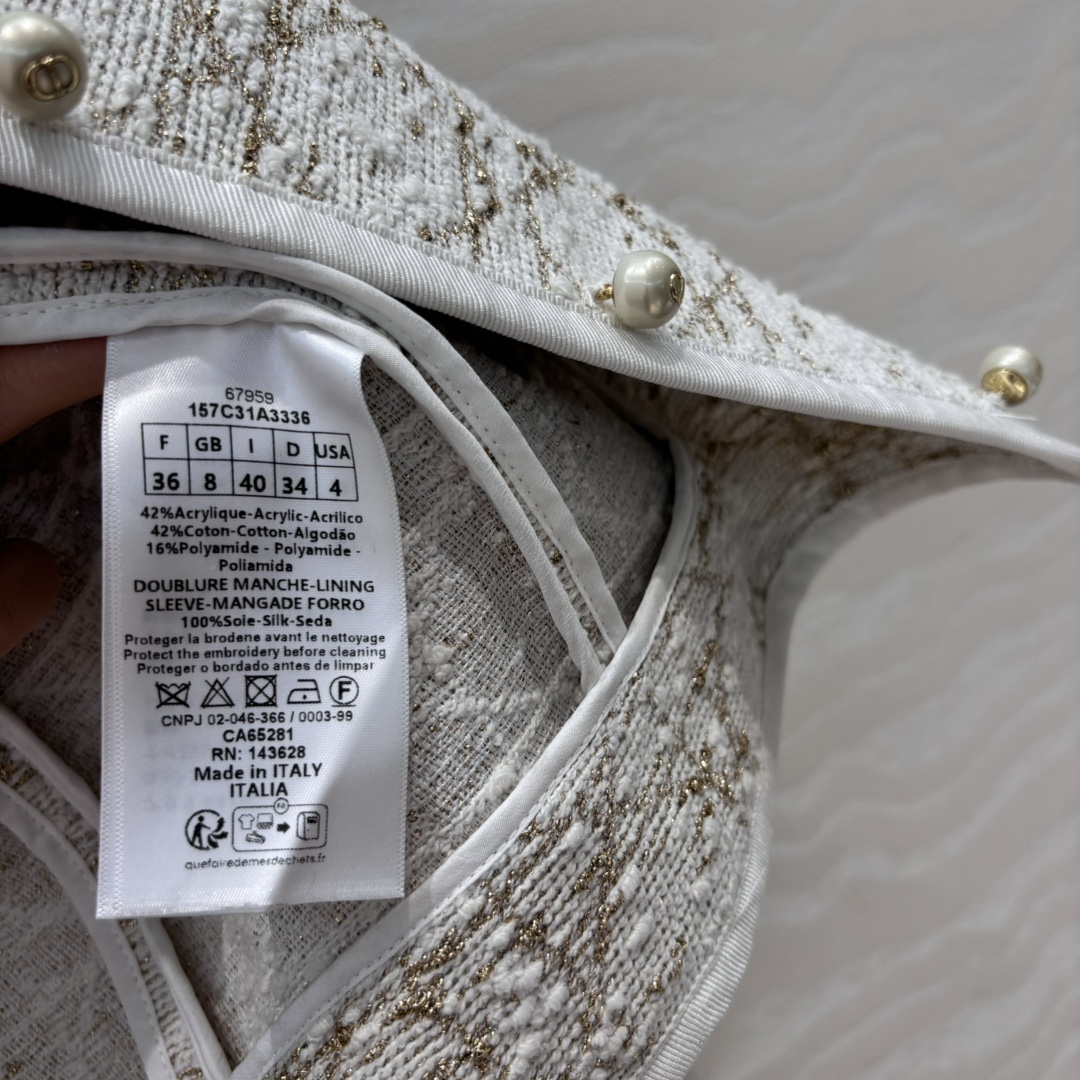 67959
157C31A3336
F GB I D USA
36 8 40 34 4
42%Acrylique-Acrylic-Acrilico
42%Coton-Cotton-Algodão
16%Polyamide - Polyamide -
Poliamida
DOUBLURE MANCHE-LINING
SLEEVE-MANGADE FORRO
100%Soie-Silk-Seda
Proteger la brodene avant le nettoyage
Protect the embroidery before cleaning
Proteger o bordado antes de limpar
F
CNPJ 02-046-366 / 0003-99
CA65281
RN: 143628
Made in ITALY
ITALIA
FR
quefairedemesdechets.fr
CD